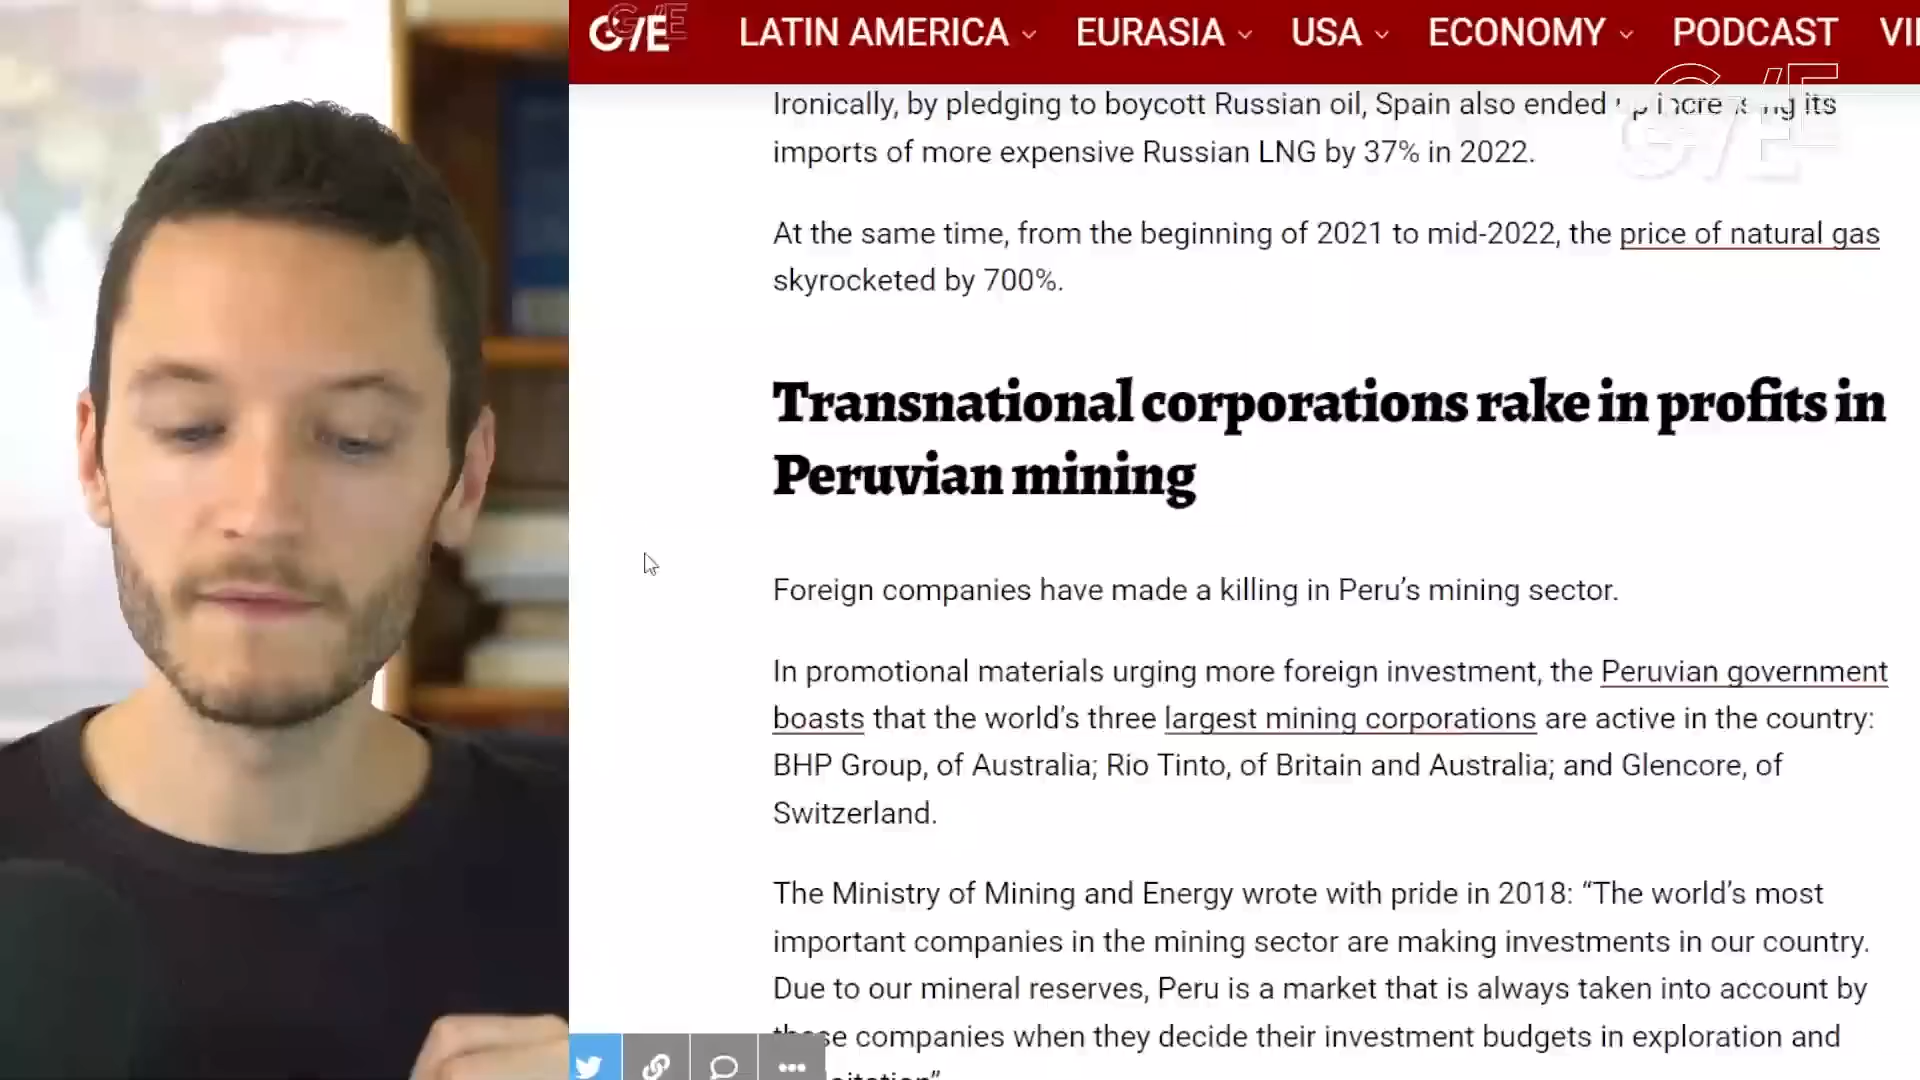 G/E LATIN AMERICA EURASIA USA ECONOMY PODCAST
G/E
Ironically, by pledging to boycott Russian oil, Spain also ended up increasing its
imports of more expensive Russian LNG by 37% in 2022.
At the same time, from the beginning of 2021 to mid-2022, the price of natural gas
skyrocketed by 700%.
Transnational corporations rake in profits in
Peruvian mining
Foreign companies have made a killing in Peru’s mining sector.
In promotional materials urging more foreign investment, the Peruvian government
boasts that the world’s three largest mining corporations are active in the country:
BHP Group, of Australia; Rio Tinto, of Britain and Australia; and Glencore, of
Switzerland.
The Ministry of Mining and Energy wrote with pride in 2018: “The world’s most
important companies in the mining sector are making investments in our country.
Due to our mineral reserves, Peru is a market that is always taken into account by
these companies when they decide their investment budgets in exploration and